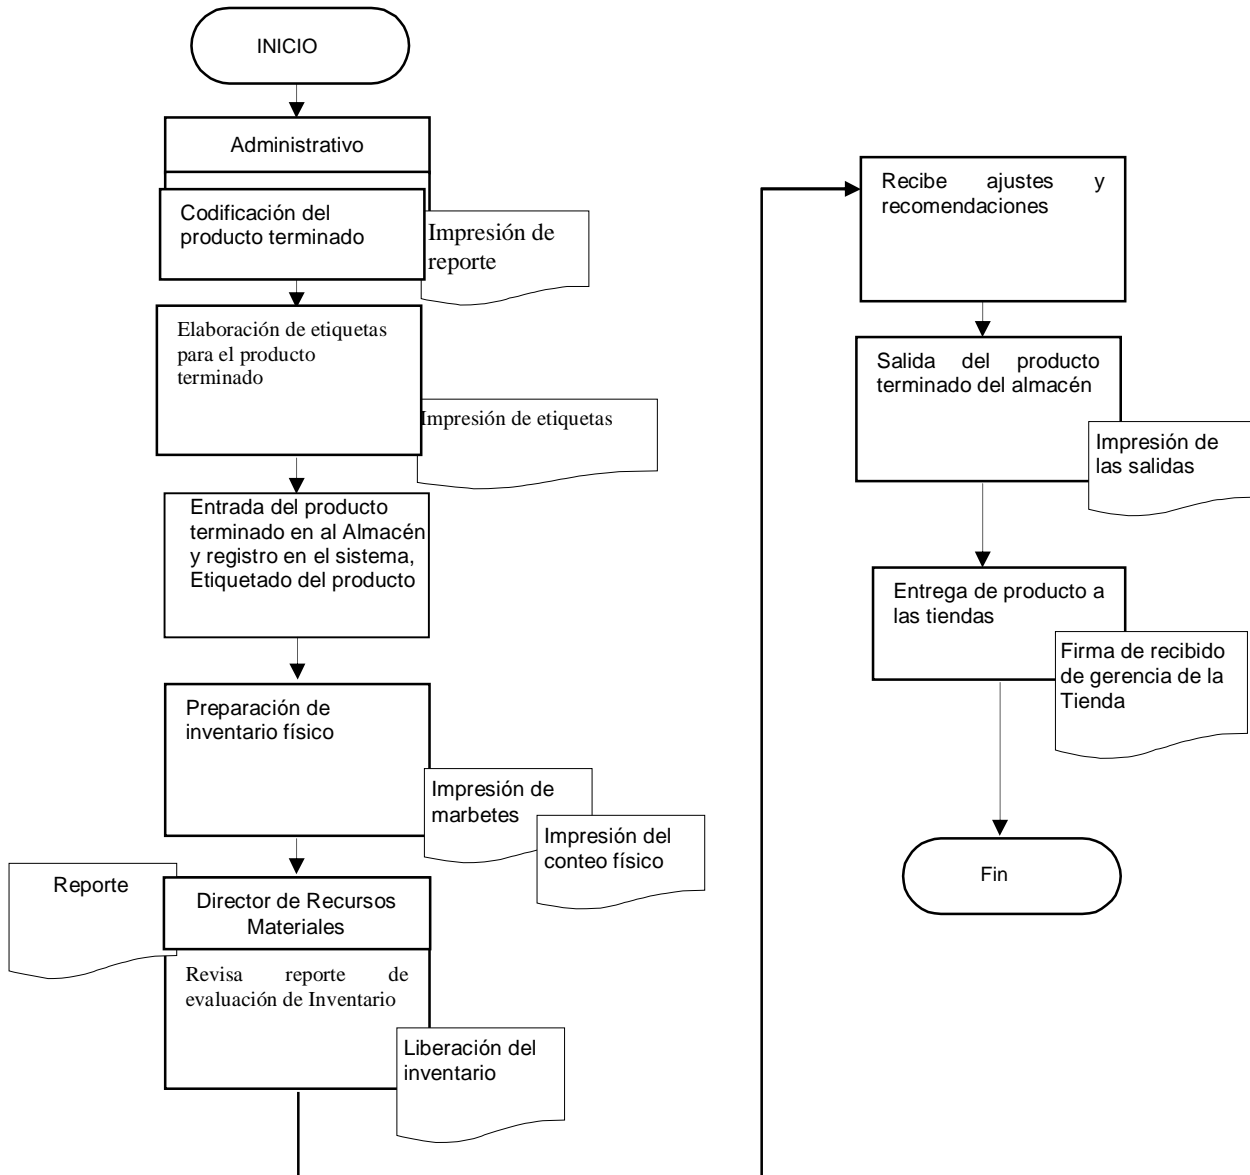 INICIO
Administrativo
Codificación del
producto terminado
Impresión de
reporte
Elaboración de etiquetas
para el producto
terminado
Impresión de etiquetas
Entrada del producto
terminado en al Almacén
y registro en el sistema,
Etiquetado del producto
Preparación de
inventario físico
Impresión de
marbetes
Impresión del
conteo físico
Reporte
Director de Recursos
Materiales
Revisa reporte de
evaluación de Inventario
Liberación del
inventario
Recibe ajustes y
recomendaciones
Salida del producto
terminado del almacén
Impresión de
las salidas
Entrega de producto a
las tiendas
Firma de recibido
de gerencia de la
Tienda
Fin